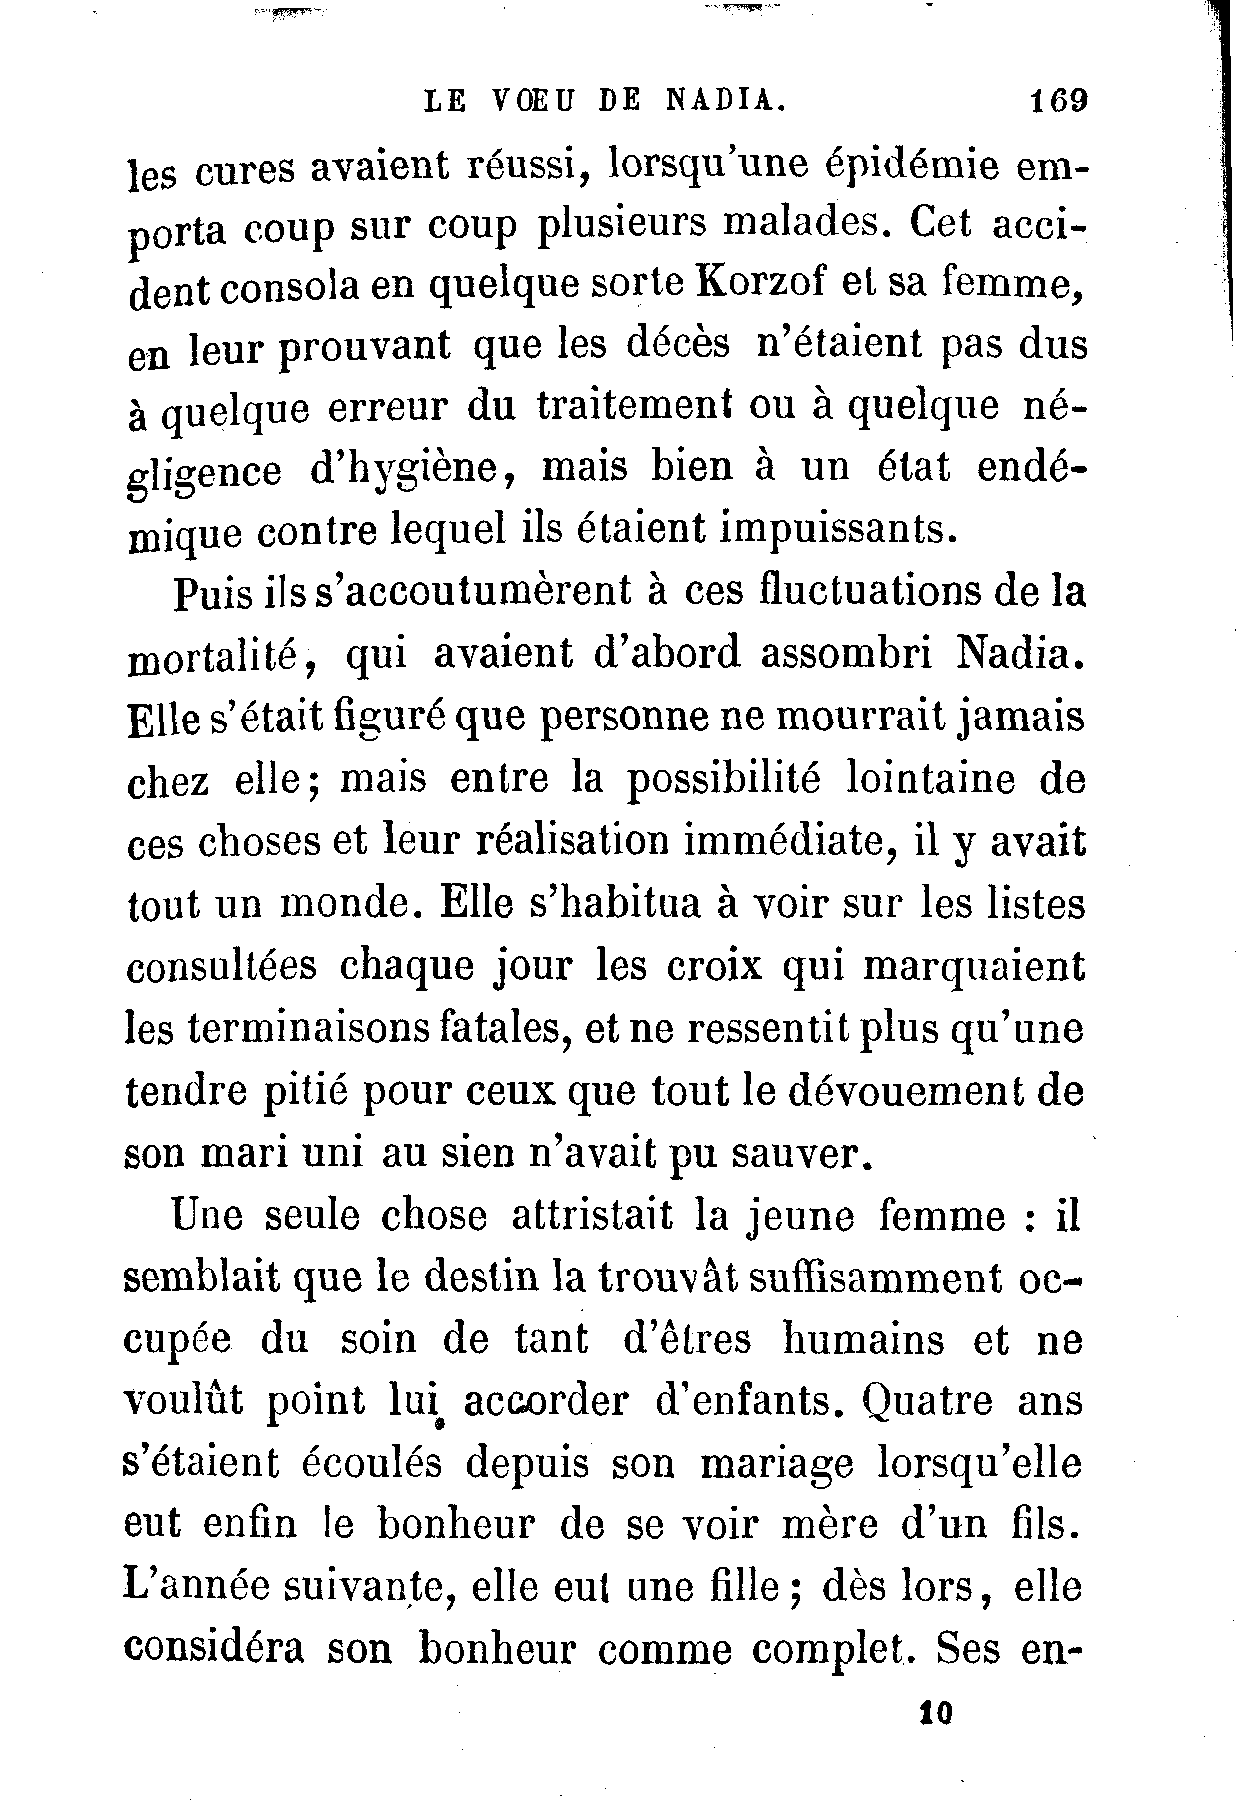 LE VŒU DE NADIA. 169
les cures avaient réussi, lorsqu'une épidémie em-
porta coup sur coup plusieurs malades. Cet acci-
dent consola en quelque sorte Korzof et sa femme,
en leur prouvant que les décès n'étaient pas dus
à quelque erreur du traitement ou à quelque né-
gligence d'hygiène, mais bien à un état endé-
mique contre lequel ils étaient impuissants.
Puis ils s'accoutumèrent à ces fluctuations de la
mortalité, qui avaient d'abord assombri Nadia.
Elle s'était figuré que personne ne mourrait jamais
chez elle; mais entre la possibilité lointaine de
ces choses et leur réalisation immédiate, il y avait
tout un monde. Elle s'habitua à voir sur les listes
consultées chaque jour les croix qui marquaient
les terminaisons fatales, et ne ressentit plus qu'une
tendre pitié pour ceux que tout le dévouement de
son mari uni au sien n'avait pu sauver.
Une seule chose attristait la jeune femme : il
semblait que le destin la trouvât suffisamment oc-
cupée du soin de tant d'êtres humains et ne
voulût point lui accorder d'enfants. Quatre ans
s'étaient écoulés depuis son mariage lorsqu'elle
eut enfin le bonheur de se voir mère d'un fils.
L'année suivante, elle eut une fille ; dès lors, elle
considéra son bonheur comme complet. Ses en-
10